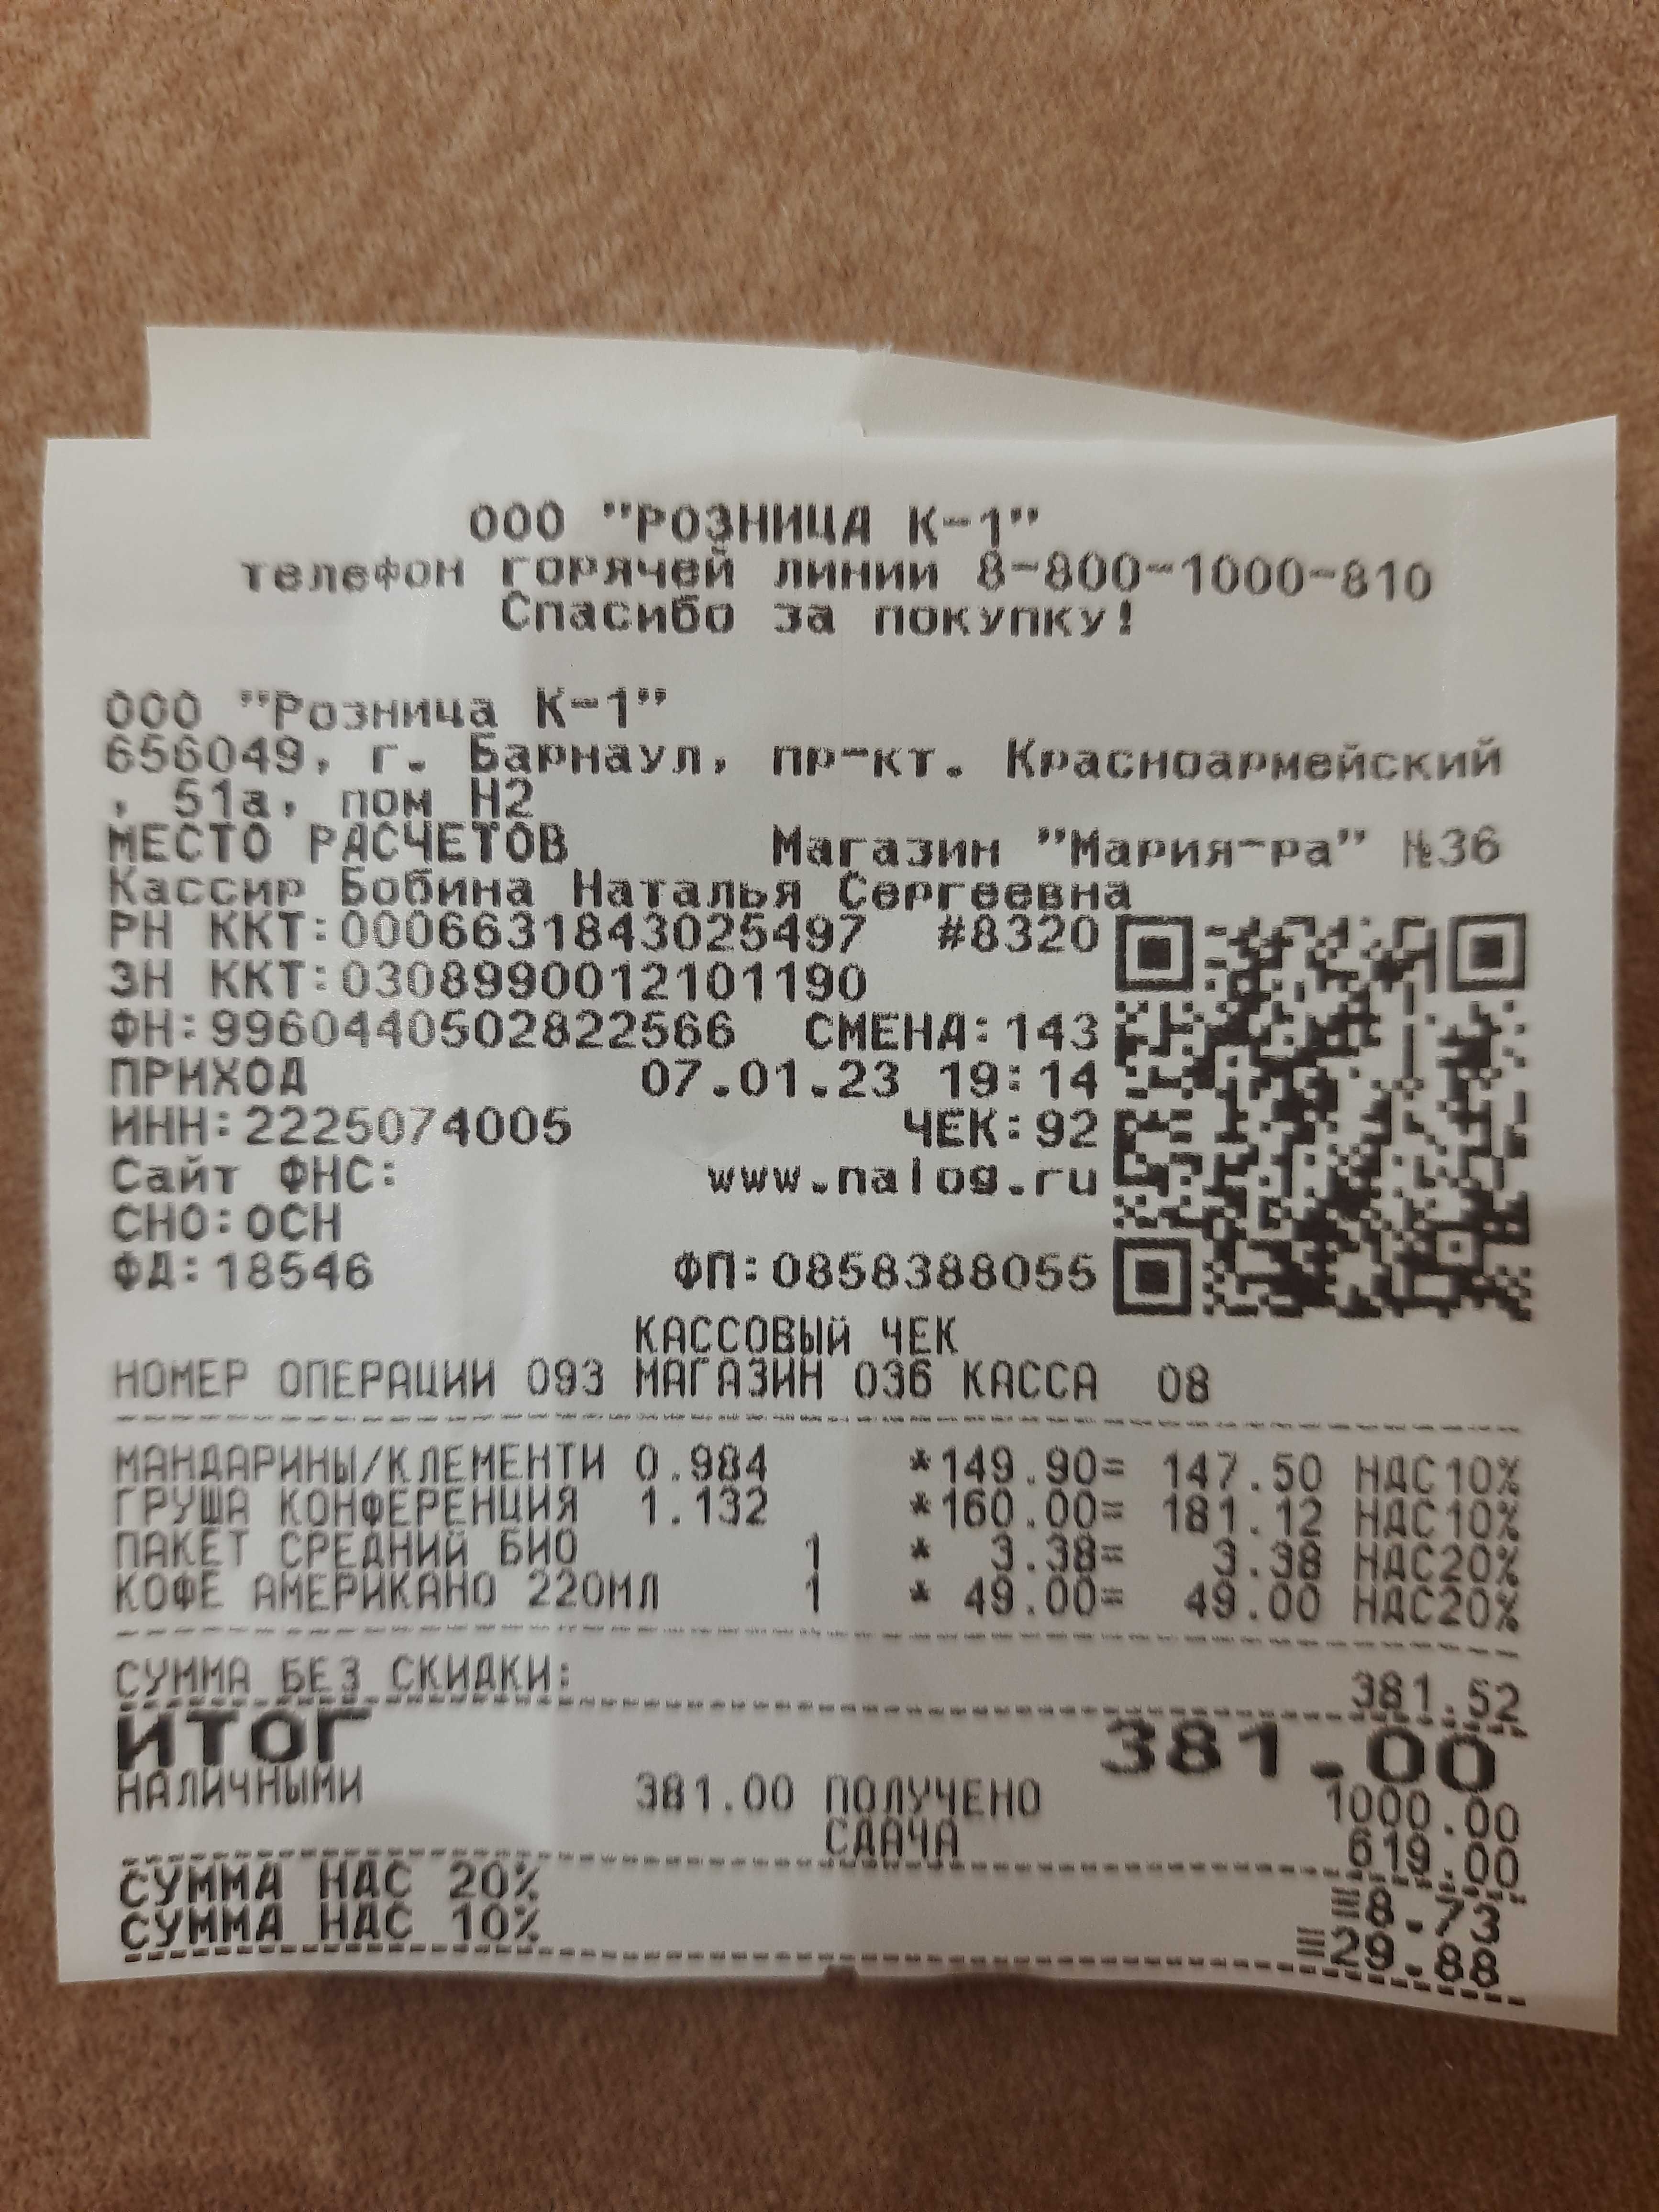 ООО "РОЗНИЦА К-1"
телефон горячей линии 8-800-1000-810
Спасибо за покупку!
ООО "Розница К-1"
656049, г. Барнаул, пр-кт. Красноармейский
, 51а, пом Н2
МЕСТО РАСЧЕТОВ Магазин "Мария-ра" №36
Кассир Бобина Наталья Сергеевна
РН ККТ:0006631843025497 #8320
ЗН ККТ:0308990012101190
ФН:9960440502822566 СМЕНА:143
ПРИХОД 07.01.23 19:14
ИНН:2225074005 ЧЕК:92
Сайт ФНС: www.nalog.ru
СНО:ОСН
ФД:18546 ФП:0858388055
КАССОВЫЙ ЧЕК
НОМЕР ОПЕРАЦИИ 093 МАГАЗИН 036 КАССА 08
МАНДАРИНЫ/КЛЕМЕНТИ 0.984 *149.90= 147.50 НДС10%
ГРУША КОНФЕРЕНЦИЯ 1.132 *160.00= 181.12 НДС10%
ПАКЕТ СРЕДНИЙ БИО 1 * 3.38= 3.38 НДС20%
КОФЕ АМЕРИКАНО 220МЛ 1 * 49.00= 49.00 НДС20%
СУММА БЕЗ СКИДКИ: 381.52
ИТОГ 381.00
НАЛИЧНЫМИ 381.00 ПОЛУЧЕНО 1000.00
СДАЧА 619.00
СУММА НДС 20% ≡8.73
СУММА НДС 10% ≡29.88